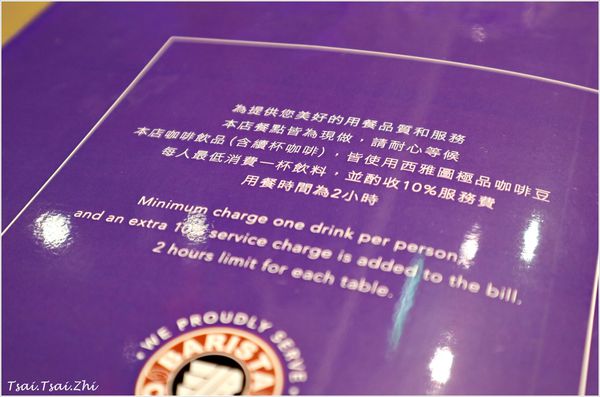 為提供您美好的用餐品質和服務
本店餐點皆為現做，請耐心等候
本店咖啡飲品(含續杯咖啡)，皆使用西雅圖極品咖啡豆
每人最低消費一杯飲料，並酌收10%服務費
用餐時間為2小時
Minimum charge one drink per person,
and an extra 10% service charge is added to the bill,
2 hours limit for each table.
WE PROUDLY SERVE
BARISTA
Tsai.Tsai.Zhi